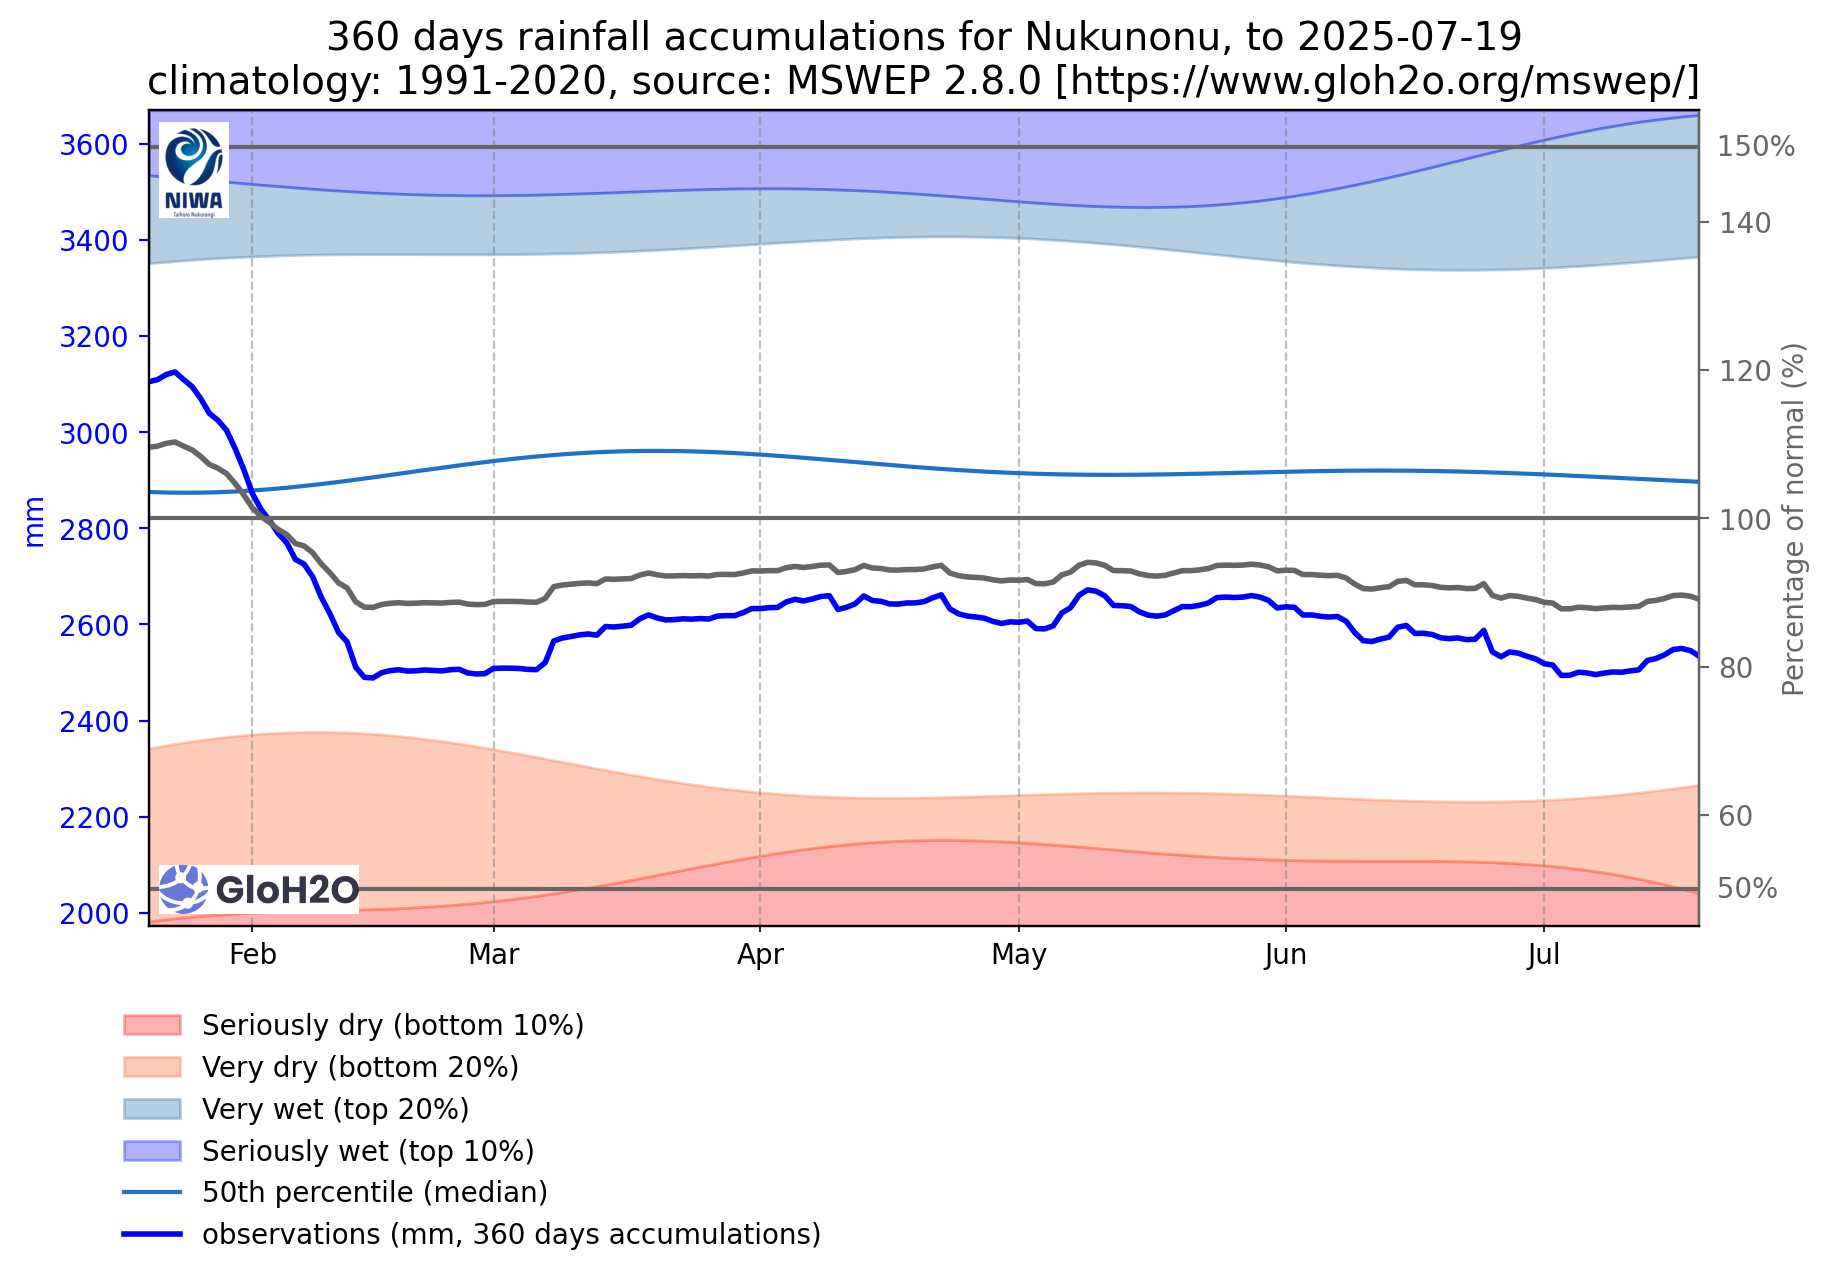 360 days rainfall accumulations for Nukunonu, to 2025-07-19
climatology: 1991-2020, source: MSWEP 2.8.0 [https://www.gloh2o.org/mswep/]
NIWA
Taihoro Nukurangi
3600
3400
3200
3000
2800
2600
2400
2200
2000
mm
150%
140
120
100
80
60
50%
Percentage of normal (%)
GloH2O
Feb
Mar
Apr
May
Jun
Jul
Seriously dry (bottom 10%)
Very dry (bottom 20%)
Very wet (top 20%)
Seriously wet (top 10%)
50th percentile (median)
observations (mm, 360 days accumulations)